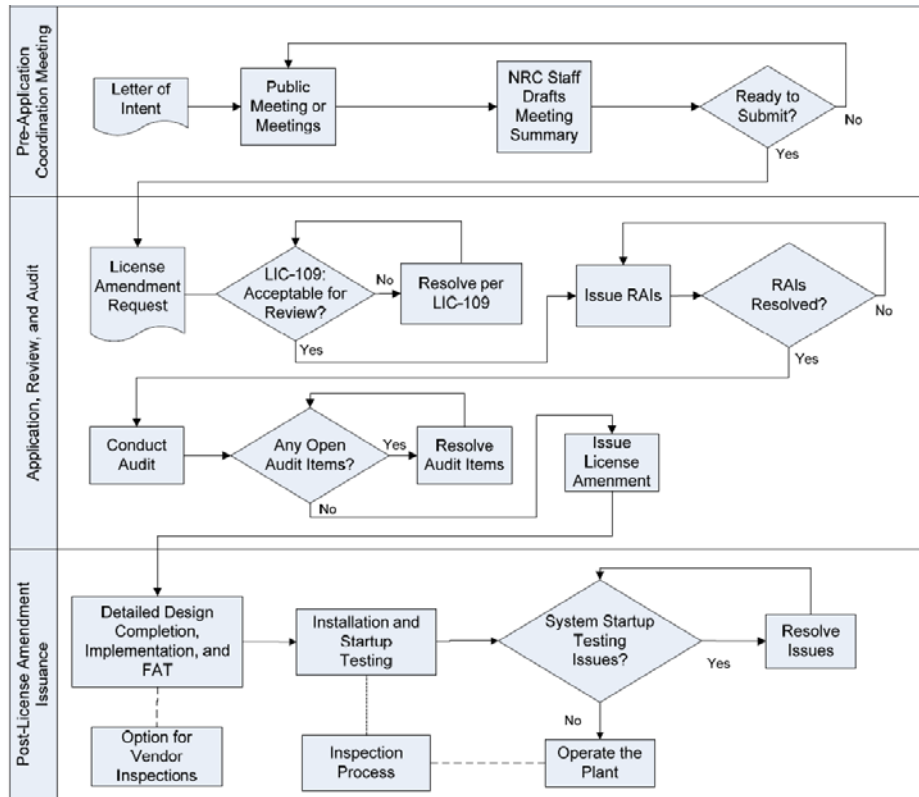 Pre-Application
Coordination Meeting
Letter of
Intent
Public
Meeting or
Meetings
NRC Staff
Drafts
Meeting
Summary
Ready to
Submit?
No
Yes
Application, Review, and Audit
License
Amendment
Request
LIC-109:
Acceptable for
Review?
No
Resolve per
LIC-109
Yes
Issue RAIs
RAIs
Resolved?
No
Yes
Conduct
Audit
Any Open
Audit Items?
Yes
Resolve
Audit Items
No
Issue
License
Amenment
Post-License Amendment
Issuance
Detailed Design
Completion,
Implementation, and
FAT
Installation and
Startup
Testing
System Startup
Testing
Issues?
Yes
Resolve
Issues
No
Option for
Vendor
Inspections
Inspection
Process
Operate the
Plant